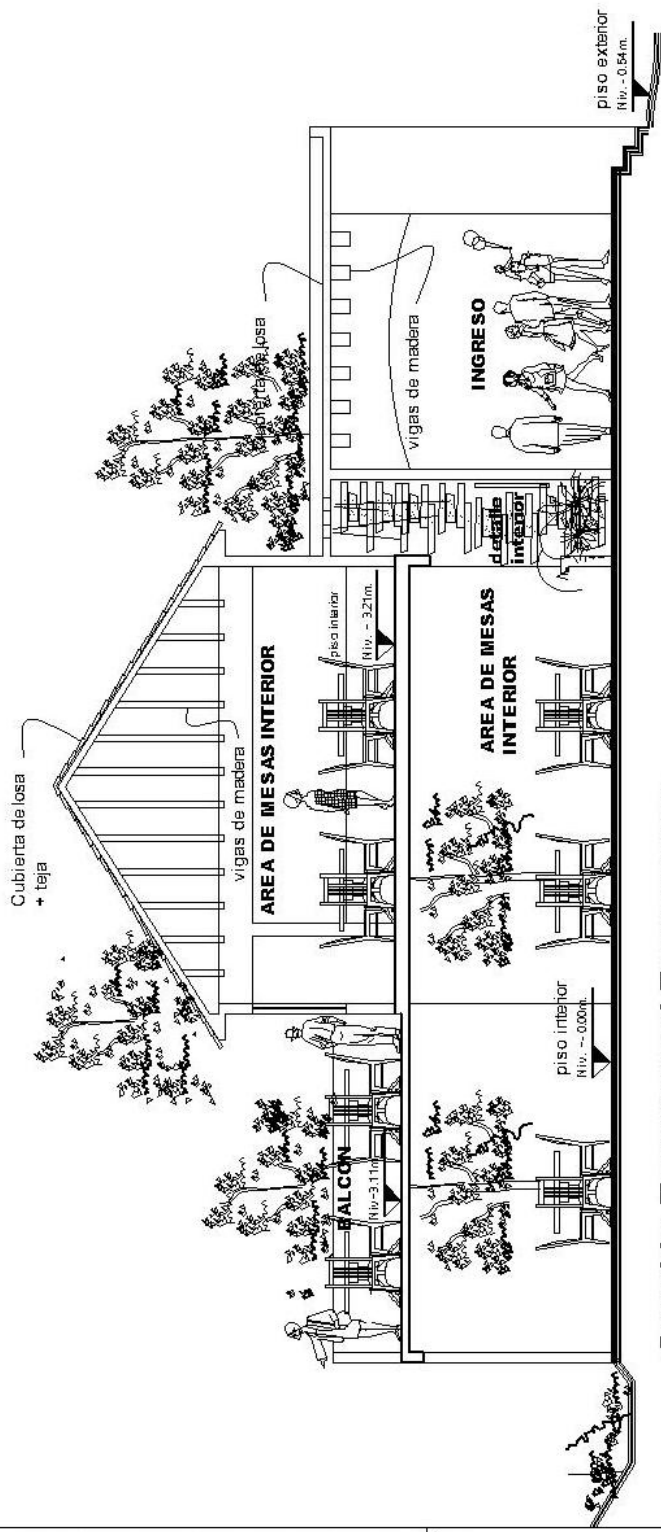 Cubierta de losa
+ teja
vigas de madera
AREA DE MESAS INTERIOR
piso interior
Niv. - 3.21m.
BALCON
Niv-3.11m
AREA DE MESAS
INTERIOR
piso interior
Niv. -- 0.00m.
detalle
interior
de losa
vigas de madera
INGRESO
piso exterior
Niv. - 0.54m.